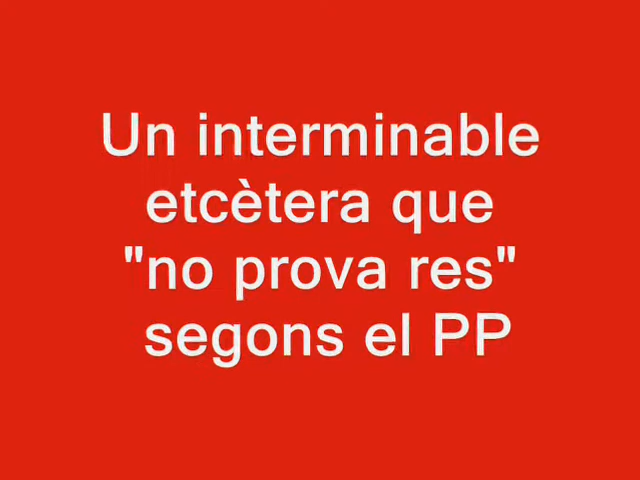 Un interminable
etcètera que
"no prova res"
segons el PP